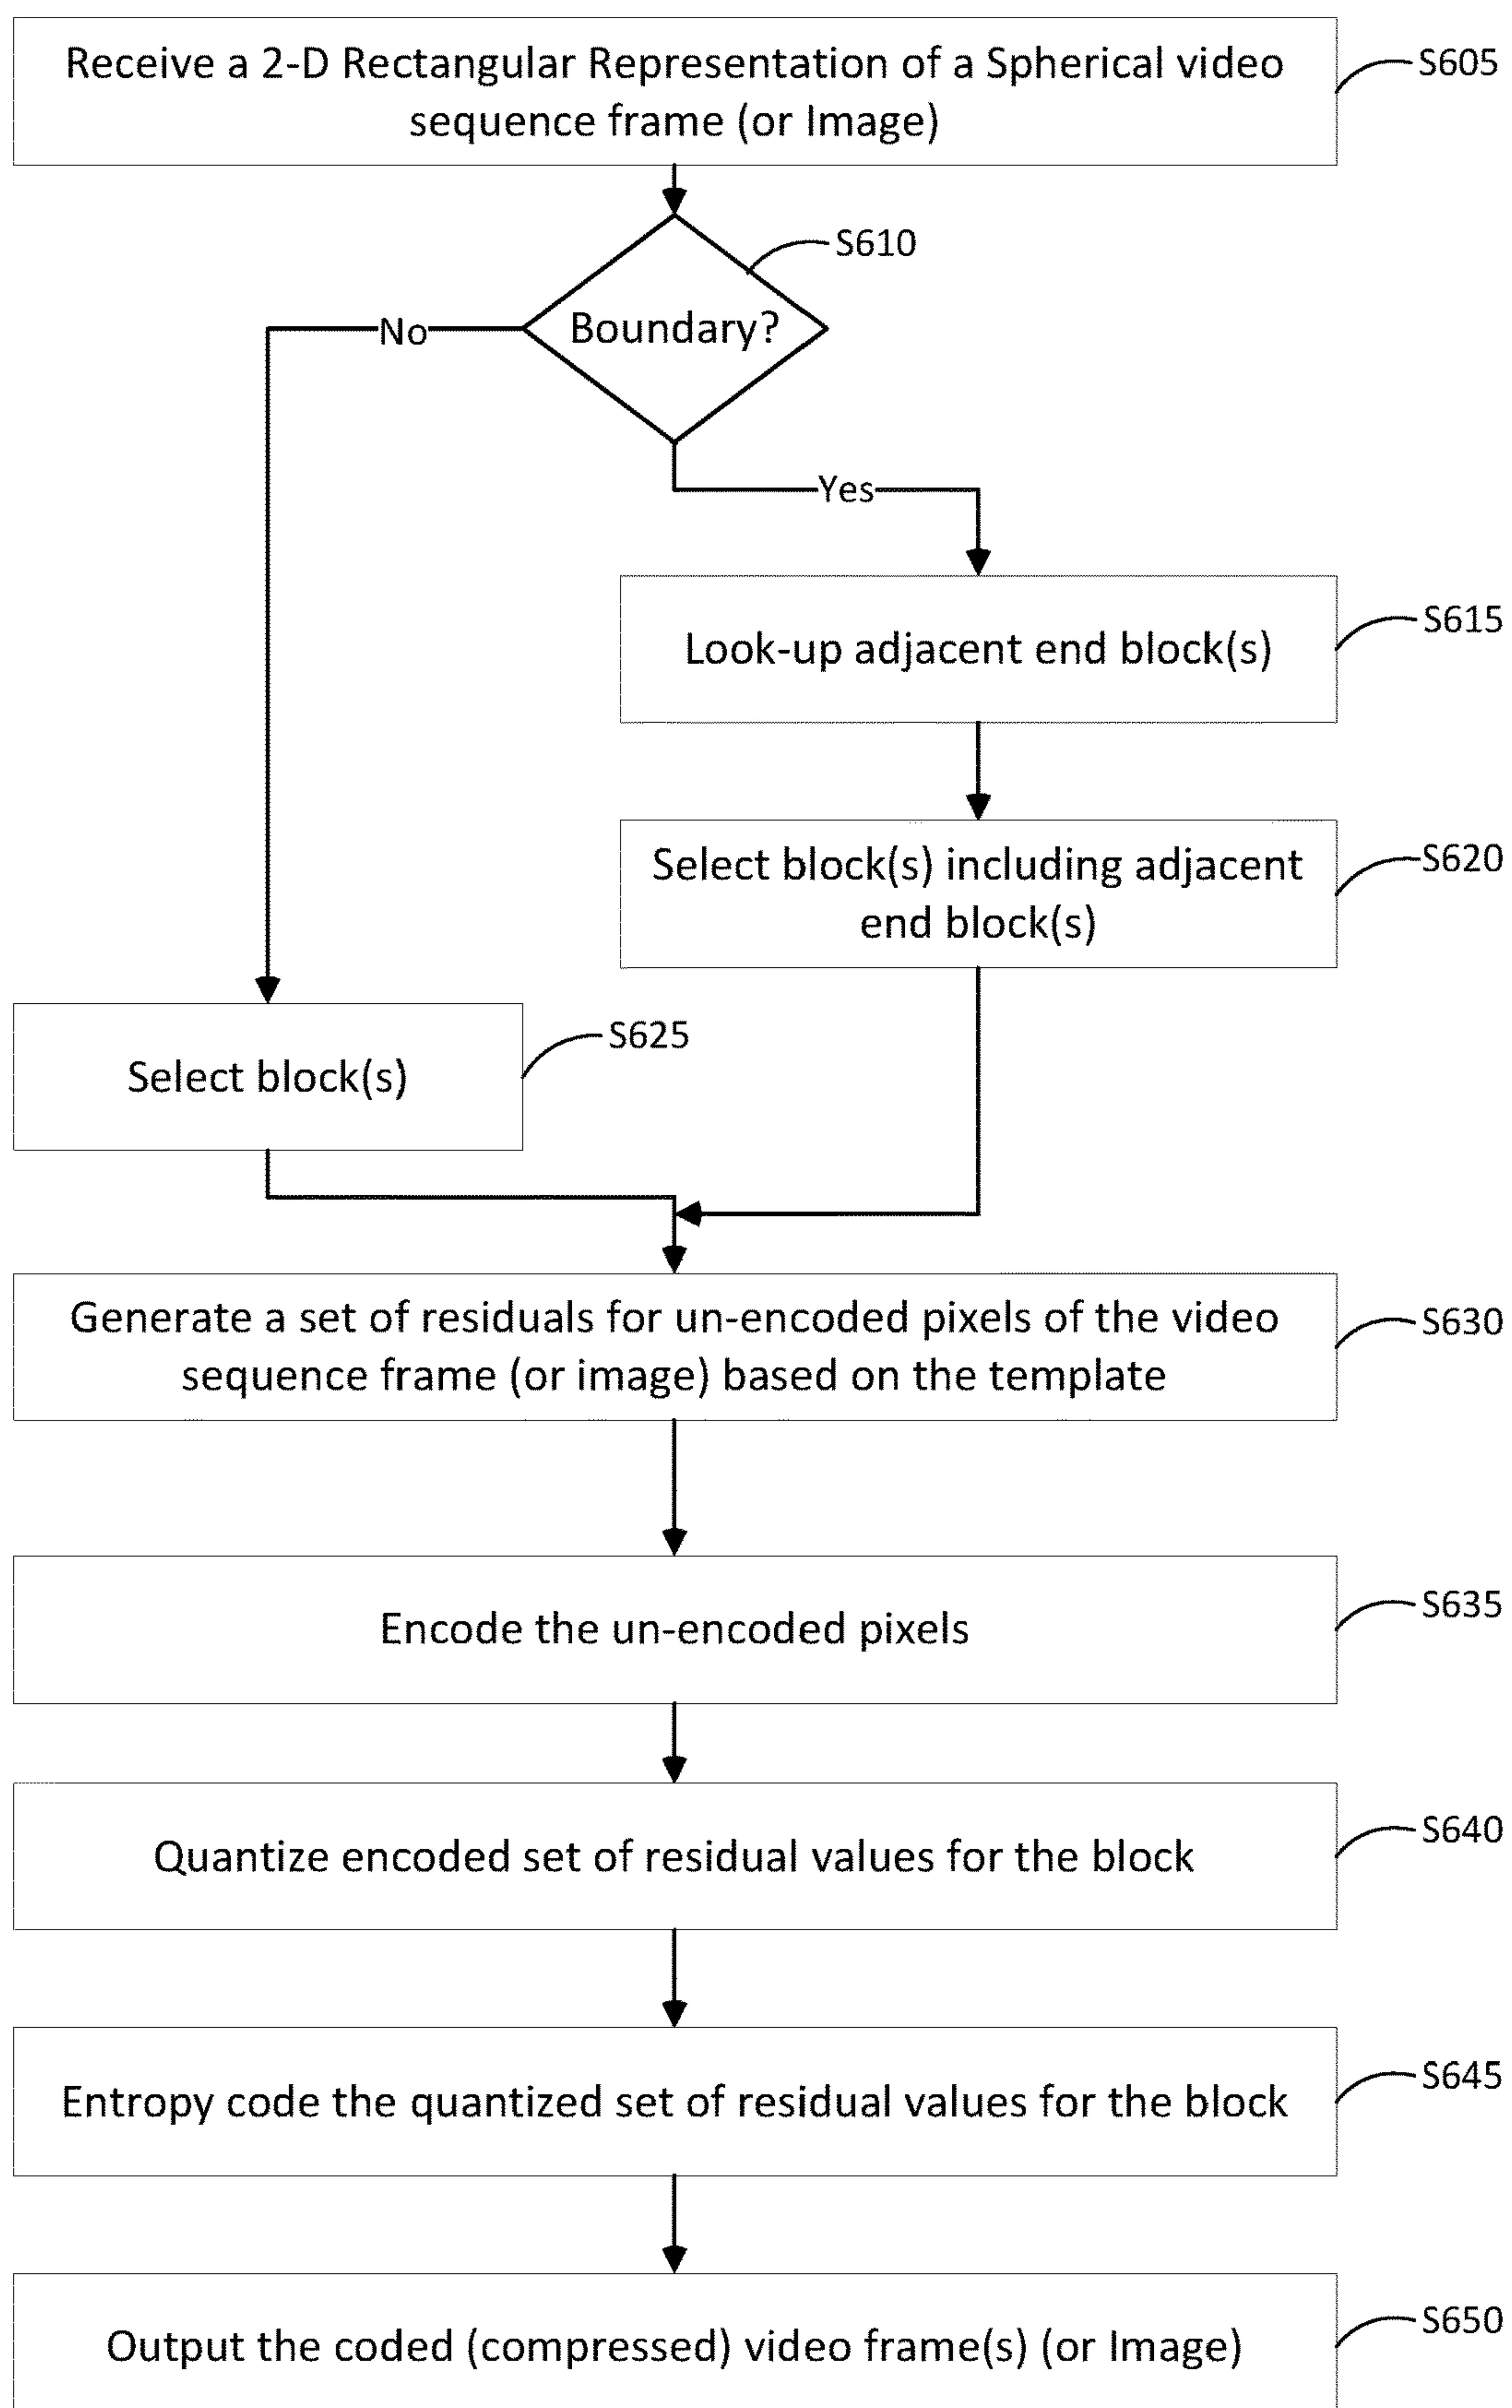 Receive a 2-D Rectangular Representation of a Spherical video
sequence frame (or Image)
S605
S610
Boundary?
No
Yes
Look-up adjacent end block(s)
S615
Select block(s) including adjacent
end block(s)
S620
Select block(s)
S625
Generate a set of residuals for un-encoded pixels of the video
sequence frame (or image) based on the template
S630
Encode the un-encoded pixels
S635
Quantize encoded set of residual values for the block
S640
Entropy code the quantized set of residual values for the block
S645
Output the coded (compressed) video frame(s) (or Image)
S650